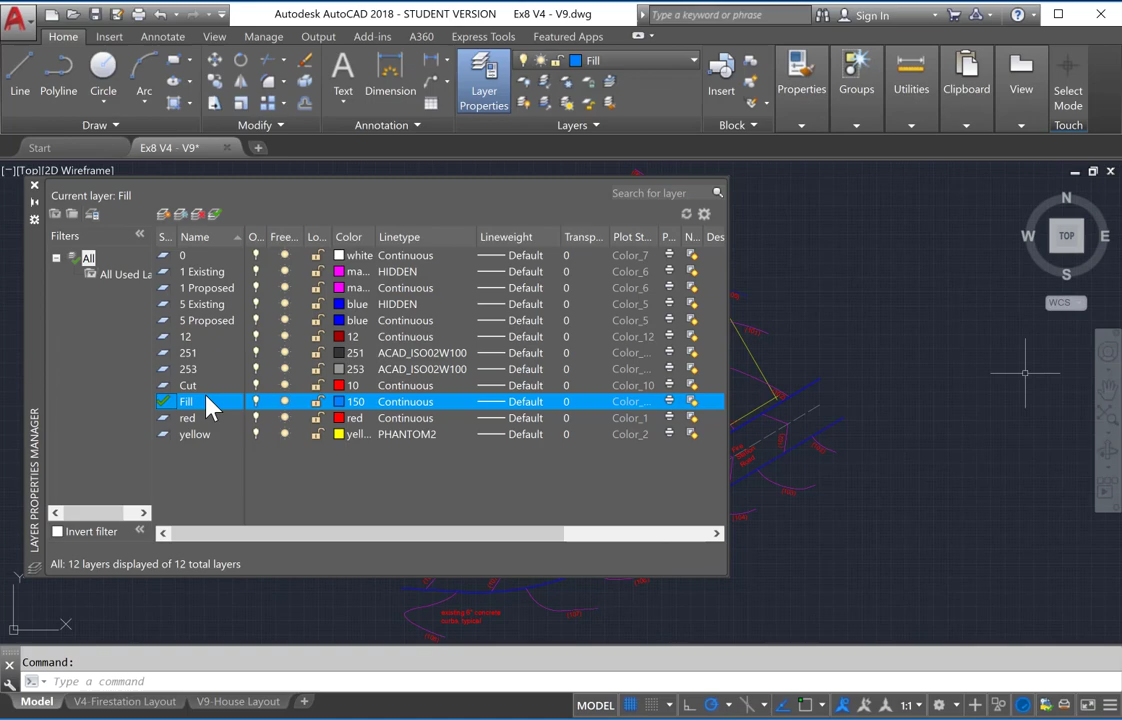 A Autodesk AutoCAD 2018 - STUDENT VERSION Ex8 V4 - V9.dwg Type a keyword or phrase Sign In ?
Home Insert Annotate View Manage Output Add-ins A360 Express Tools Featured Apps
Fill
Line Polyline Circle Arc A Text Dimension Layer Properties Insert Properties Groups Utilities Clipboard View Select Mode
Draw Modify Annotation Layers Block Touch
Start Ex8 V4 - V9*
[−][Top][2D Wireframe]
Current layer: Fill Search for layer
Filters S... Name O... Free... Lo... Color Linetype Lineweight Transp... Plot St... P... N... Des
All 0 white Continuous Default 0 Color_7
All Used La 1 Existing ma... HIDDEN Default 0 Color_6
1 Proposed ma... Continuous Default 0 Color_6
5 Existing blue HIDDEN Default 0 Color_5
5 Proposed blue Continuous Default 0 Color_5
12 12 Continuous Default 0 Color_12
251 251 ACAD_ISO02W100 Default 0 Color_...
253 253 ACAD_ISO02W100 Default 0 Color_...
Cut 10 Continuous Default 0 Color_10
Fill 150 Continuous Default 0 Color_...
red red Continuous Default 0 Color_1
yellow yell... PHANTOM2 Default 0 Color_2
Invert filter
All: 12 layers displayed of 12 total layers
LAYER PROPERTIES MANAGER
N
W TOP E
S
WCS
existing 6" concrete
curbs, typical
Y
X
Command:
Type a command
Model V4-Firestation Layout V9-House Layout +
MODEL 1:1